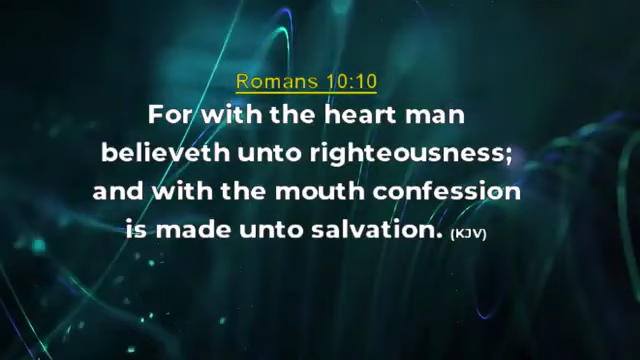 Romans 10:10
For with the heart man
believeth unto righteousness;
and with the mouth confession
is made unto salvation. (KJV)